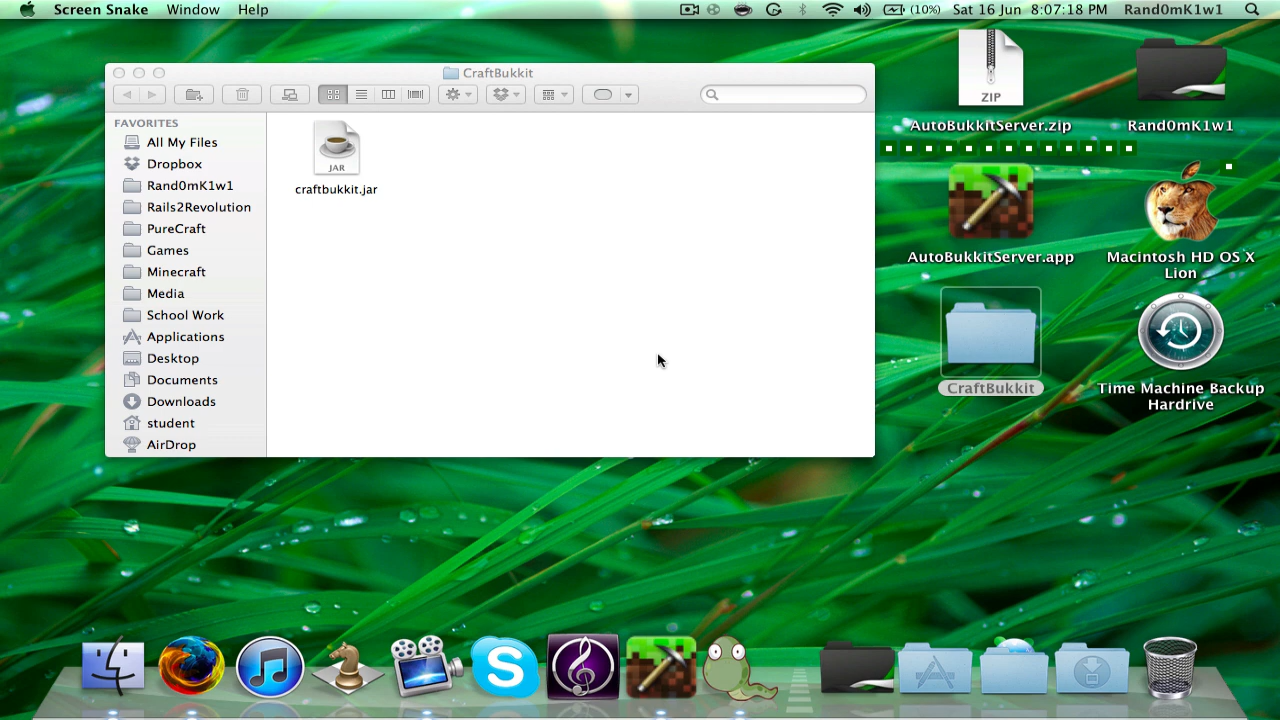 Screen Snake Window Help (10%) Sat 16 Jun 8:07:18 PM Rand0mK1w1
CraftBukkit
FAVORITES
All My Files
Dropbox
Rand0mK1w1
Rails2Revolution
PureCraft
Games
Minecraft
Media
School Work
Applications
Desktop
Documents
Downloads
student
AirDrop
JAR
craftbukkit.jar
ZIP
AutoBukkitServer.zip
Rand0mK1w1
AutoBukkitServer.app
Macintosh HD OS X
Lion
CraftBukkit
Time Machine Backup
Hardrive